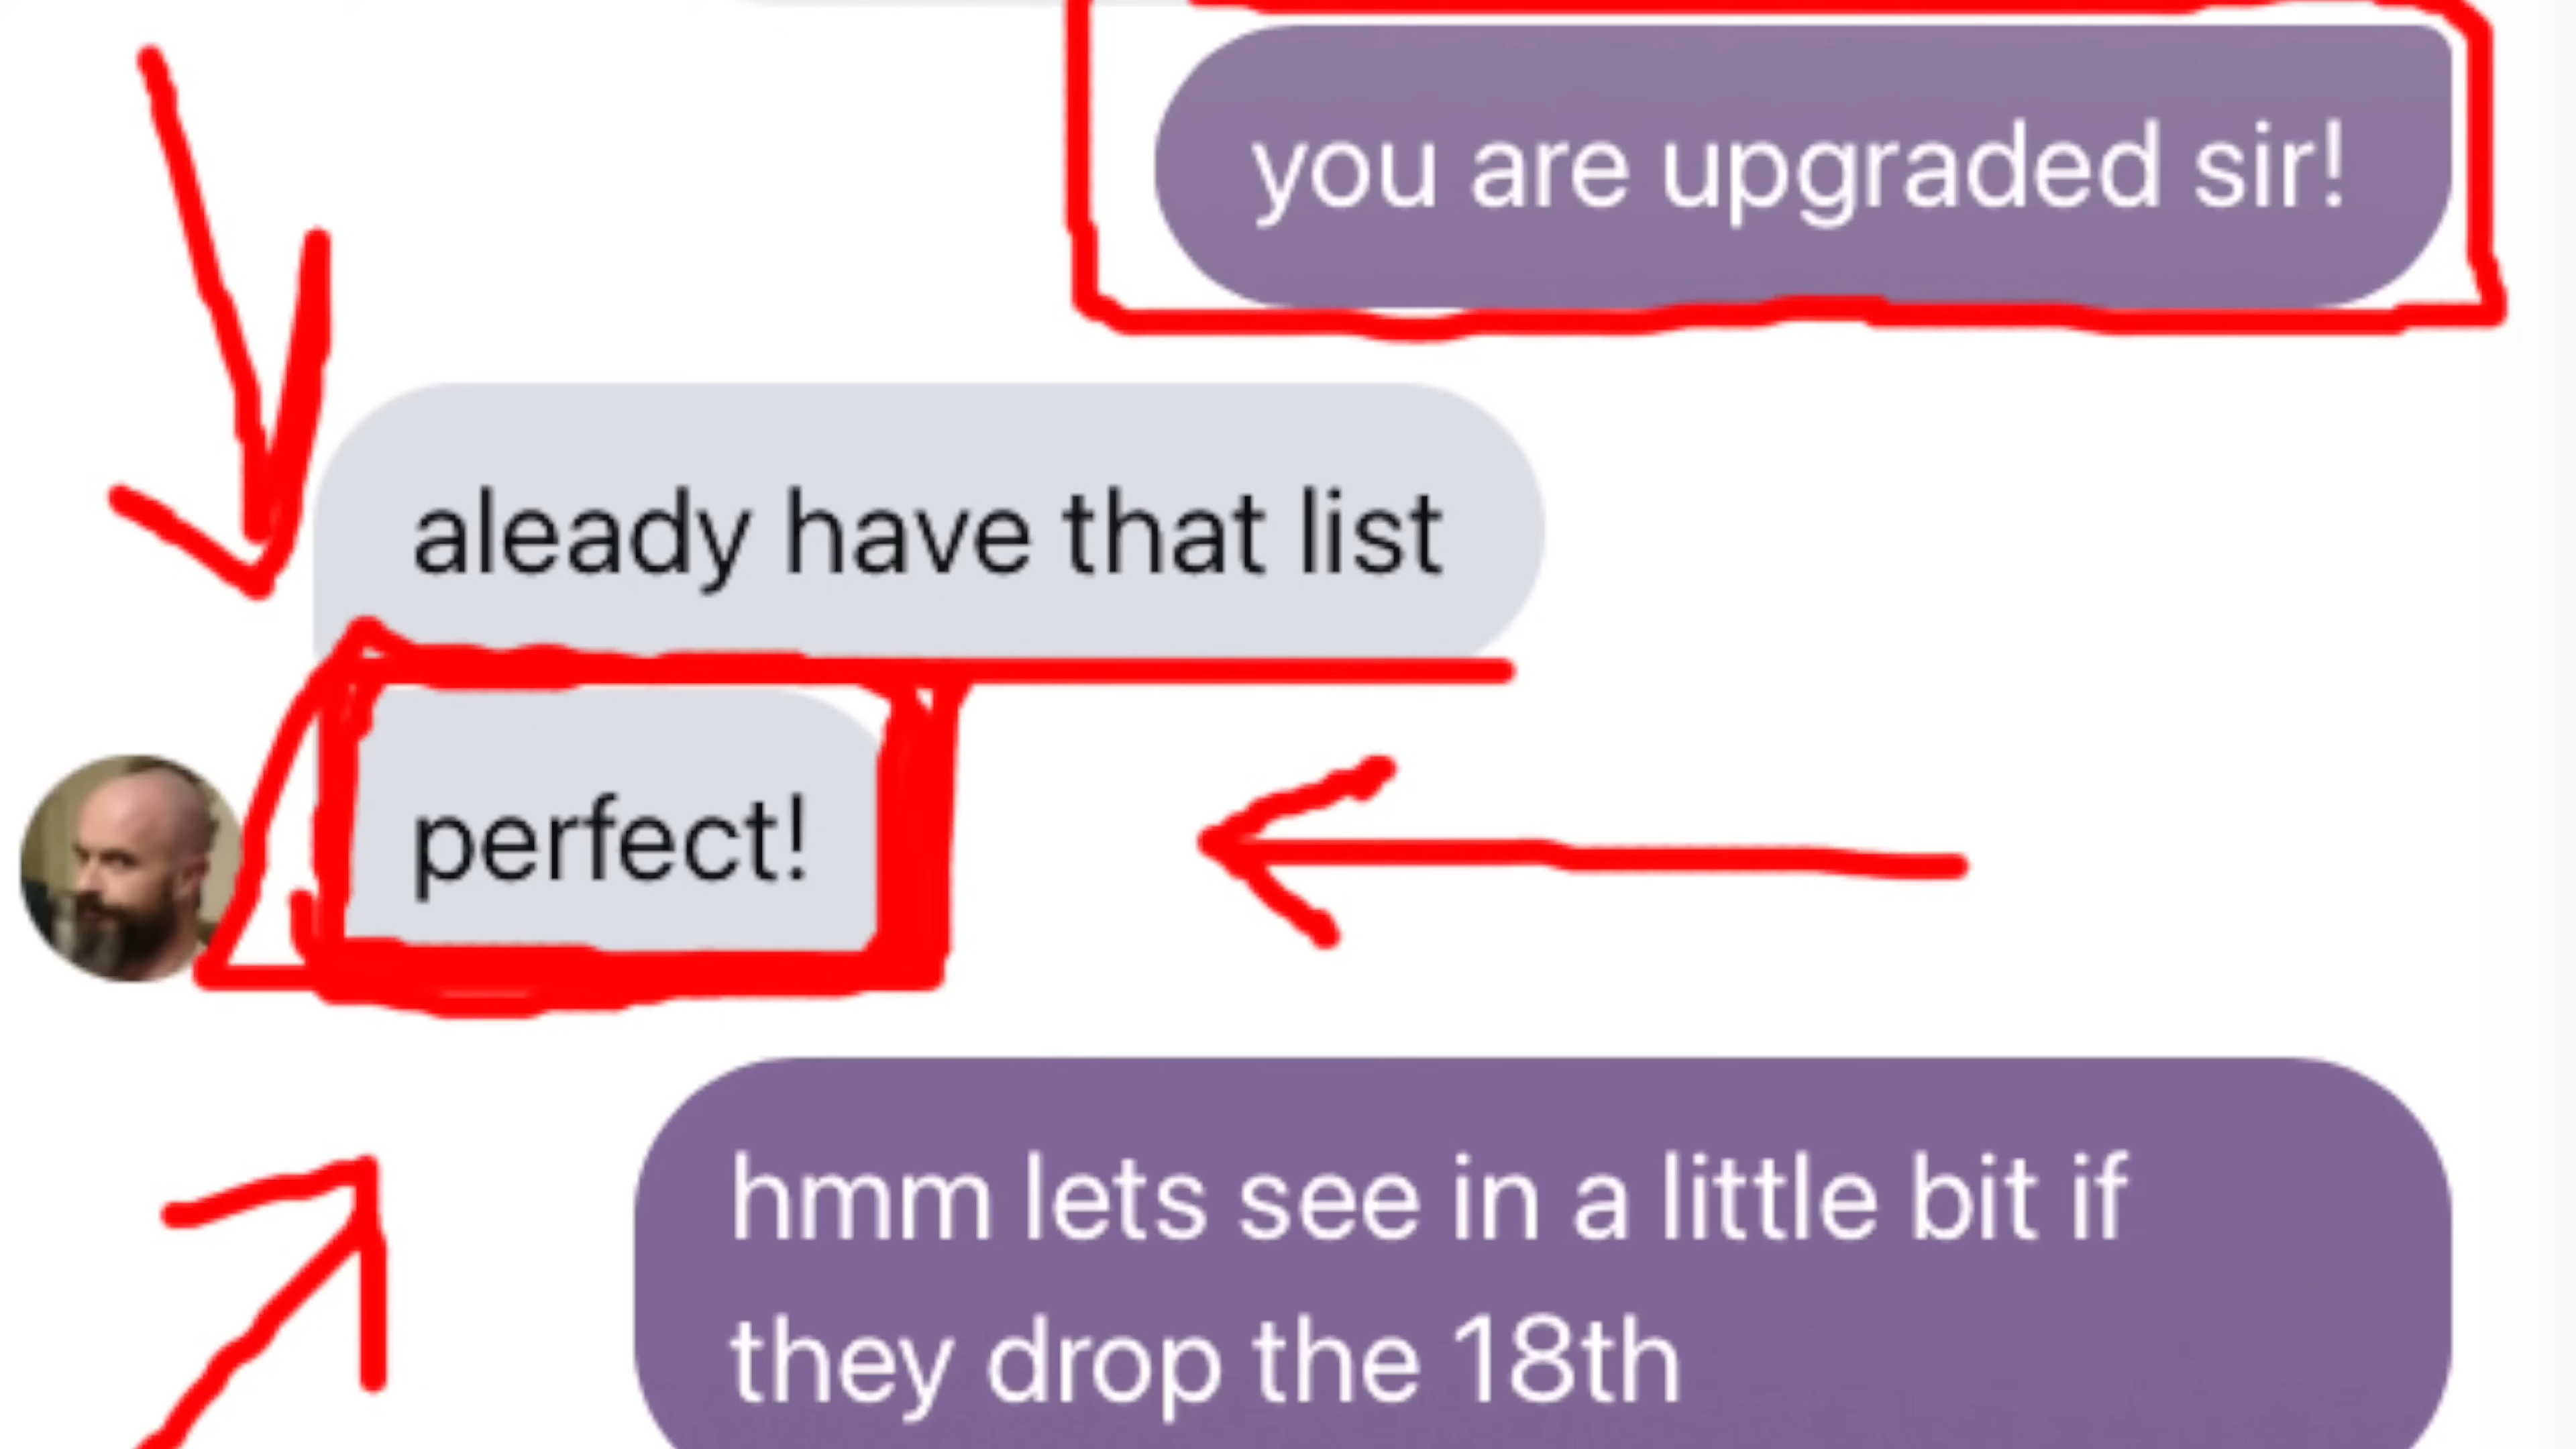 you are upgraded sir!
aleady have that list
perfect!
hmm lets see in a little bit if
they drop the 18th